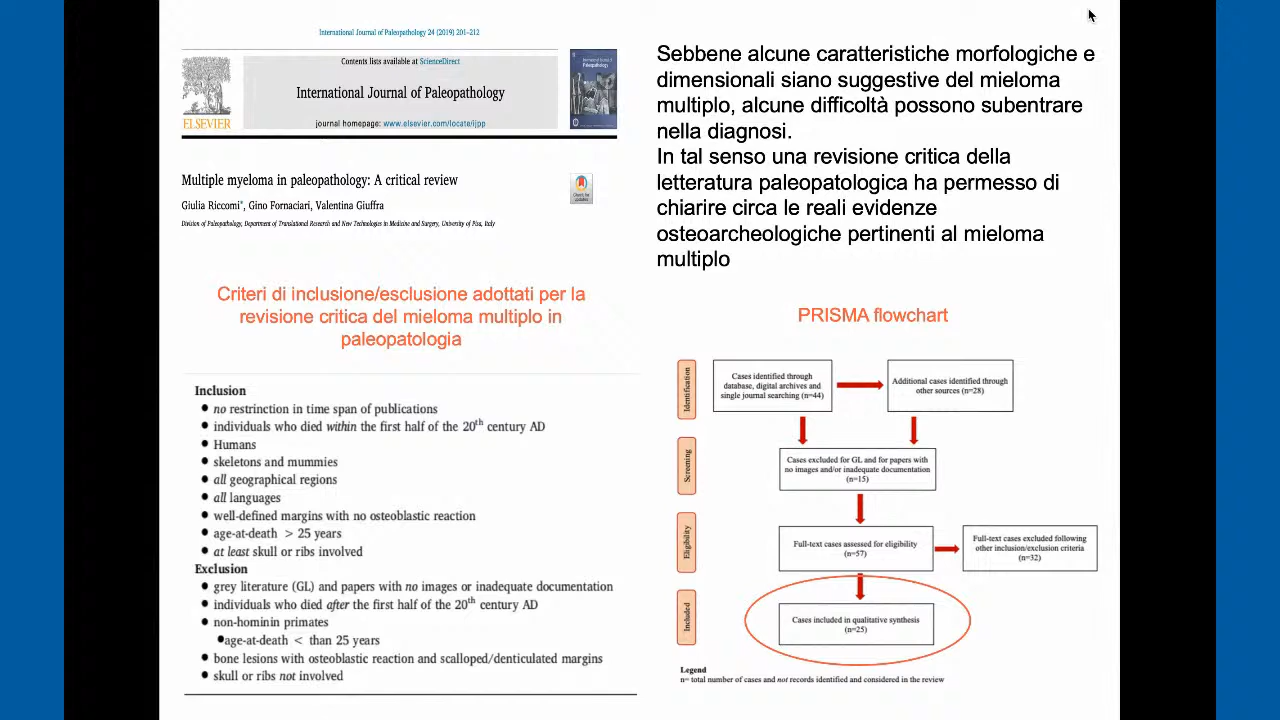 International Journal of Paleopathology 24 (2019) 201–212
Contents lists available at ScienceDirect
International Journal of Paleopathology
journal homepage: www.elsevier.com/locate/ijpp
ELSEVIER
Multiple myeloma in paleopathology: A critical review
Giulia Riccomi*, Gino Fornaciari, Valentina Giuffra
Division of Paleopathology, Department of Translational Research and New Technologies in Medicine and Surgery, University of Pisa, Italy
Criteri di inclusione/esclusione adottati per la
revisione critica del mieloma multiplo in
paleopatologia
Inclusion
● no restrinction in time span of publications
● individuals who died within the first half of the 20th century AD
● Humans
● skeletons and mummies
● all geographical regions
● all languages
● well-defined margins with no osteoblastic reaction
● age-at-death > 25 years
● at least skull or ribs involved
Exclusion
● grey literature (GL) and papers with no images or inadequate documentation
● individuals who died after the first half of the 20th century AD
● non-hominin primates
●age-at-death < than 25 years
● bone lesions with osteoblastic reaction and scalloped/denticulated margins
● skull or ribs not involved
Sebbene alcune caratteristiche morfologiche e
dimensionali siano suggestive del mieloma
multiplo, alcune difficoltà possono subentrare
nella diagnosi.
In tal senso una revisione critica della
letteratura paleopatologica ha permesso di
chiarire circa le reali evidenze
osteoarcheologiche pertinenti al mieloma
multiplo
PRISMA flowchart
Identification
Cases identified through
database, digital archives and
single journal searching (n=44)
Additional cases identified through
other sources (n=28)
Screening
Cases excluded for GL and for papers with
no images and/or inadequate documentation
(n=15)
Eligibility
Full-text cases assessed for eligibility
(n=57)
Full-text cases excluded following
other inclusion/exclusion criteria
(n=32)
Included
Cases included in qualitative synthesis
(n=25)
Legend
n= total number of cases and not records identified and considered in the review